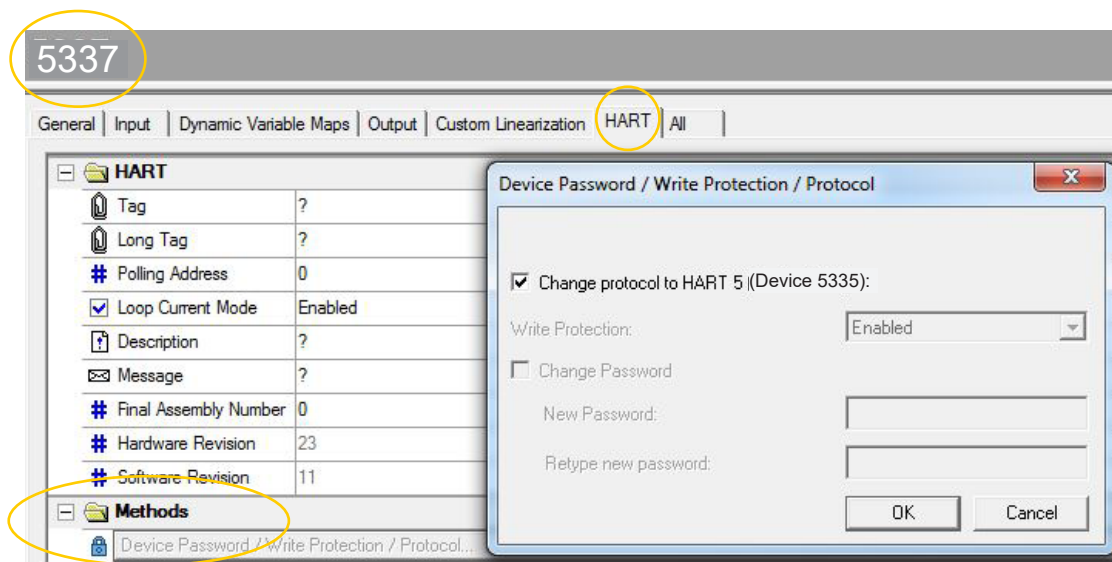 5337
General Input Dynamic Variable Maps Output Custom Linearization HART All
HART
Tag ?
Long Tag ?
Polling Address 0
Loop Current Mode Enabled
Description ?
Message ?
Final Assembly Number 0
Hardware Revision 23
Software Revision 11
Methods
Device Password / Write Protection / Protocol...
Device Password / Write Protection / Protocol
Change protocol to HART 5 (Device 5335):
Write Protection: Enabled
Change Password
New Password:
Retype new password:
OK Cancel